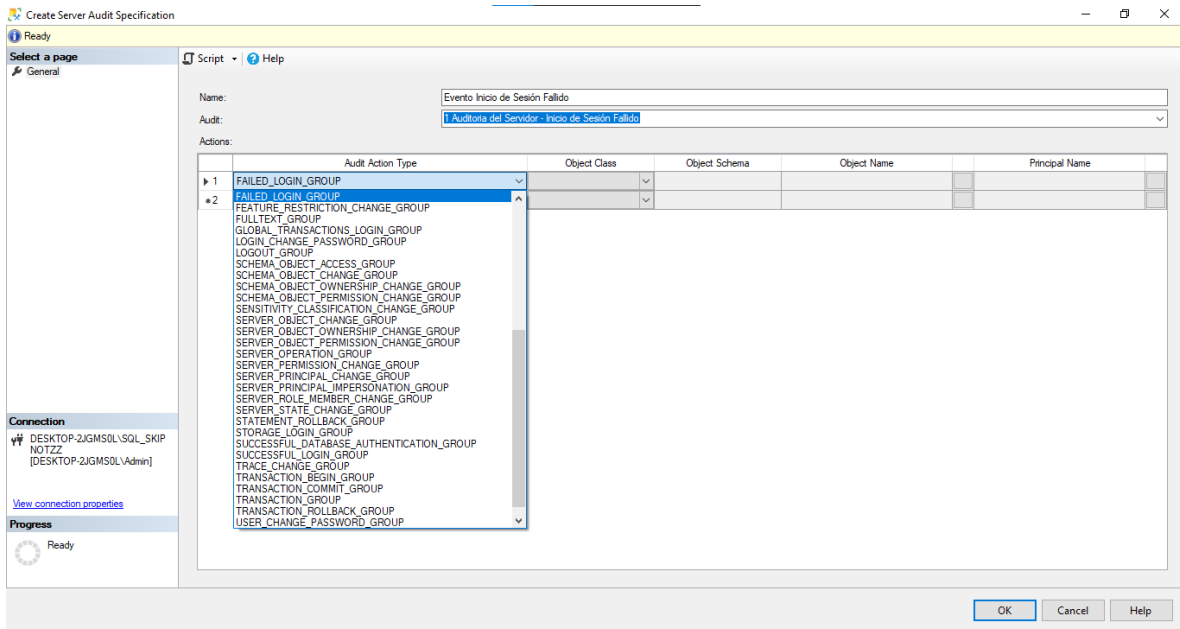 Create Server Audit Specification
Ready
Select a page
General
Script
Help
Name:
Evento Inicio de Sesión Fallido
Audit:
1 Auditoria del Servidor - Inicio de Sesión Fallido
Actions:
Audit Action Type Object Class Object Schema Object Name Principal Name
1 FAILED_LOGIN_GROUP
*2
FAILED_LOGIN_GROUP
FEATURE_RESTRICTION_CHANGE_GROUP
FULLTEXT_GROUP
GLOBAL_TRANSACTIONS_LOGIN_GROUP
LOGIN_CHANGE_PASSWORD_GROUP
LOGOUT_GROUP
SCHEMA_OBJECT_ACCESS_GROUP
SCHEMA_OBJECT_CHANGE_GROUP
SCHEMA_OBJECT_OWNERSHIP_CHANGE_GROUP
SCHEMA_OBJECT_PERMISSION_CHANGE_GROUP
SENSITIVITY_CLASSIFICATION_CHANGE_GROUP
SERVER_OBJECT_CHANGE_GROUP
SERVER_OBJECT_OWNERSHIP_CHANGE_GROUP
SERVER_OBJECT_PERMISSION_CHANGE_GROUP
SERVER_OPERATION_GROUP
SERVER_PERMISSION_CHANGE_GROUP
SERVER_PRINCIPAL_CHANGE_GROUP
SERVER_PRINCIPAL_IMPERSONATION_GROUP
SERVER_ROLE_MEMBER_CHANGE_GROUP
SERVER_STATE_CHANGE_GROUP
STATEMENT_ROLLBACK_GROUP
STORAGE_LOGIN_GROUP
SUCCESSFUL_DATABASE_AUTHENTICATION_GROUP
SUCCESSFUL_LOGIN_GROUP
TRACE_CHANGE_GROUP
TRANSACTION_BEGIN_GROUP
TRANSACTION_COMMIT_GROUP
TRANSACTION_GROUP
TRANSACTION_ROLLBACK_GROUP
USER_CHANGE_PASSWORD_GROUP
Connection
DESKTOP-2JGMS0L\SQL_SKIP
NOTZZ
[DESKTOP-2JGMS0L\Admin]
View connection properties
Progress
Ready
OK
Cancel
Help